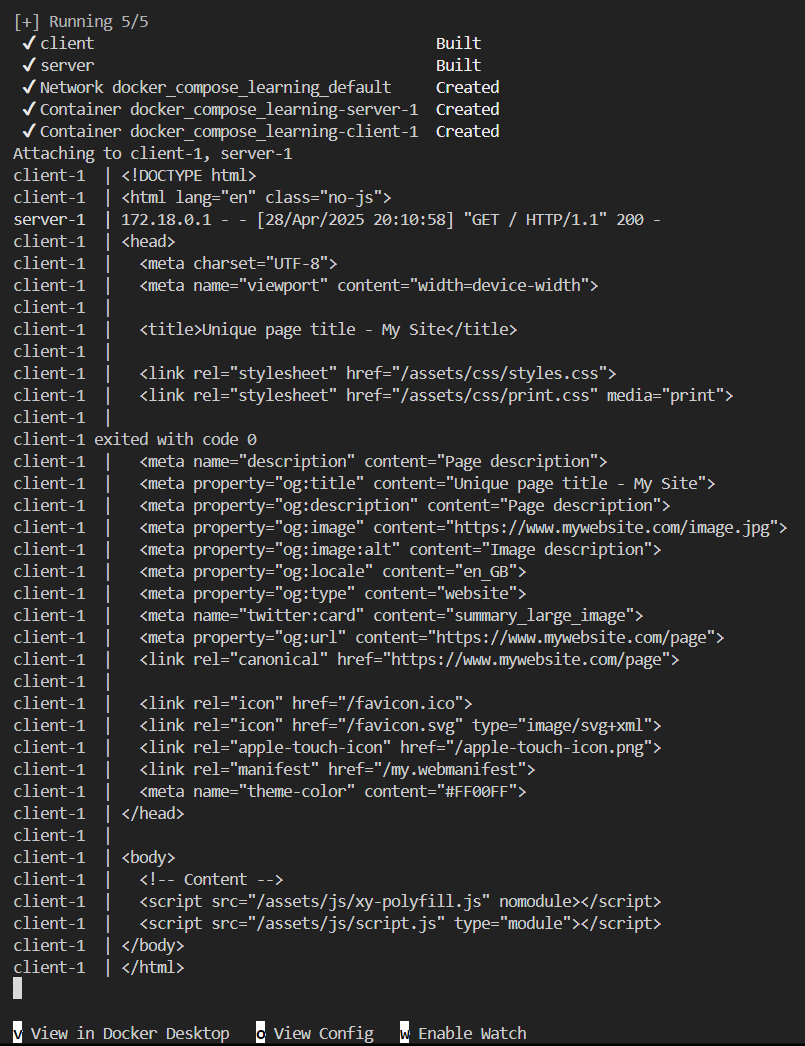 [+] Running 5/5
 ✔ client                                      Built
 ✔ server                                      Built
 ✔ Network docker_compose_learning_default     Created
 ✔ Container docker_compose_learning-server-1  Created
 ✔ Container docker_compose_learning-client-1  Created
Attaching to client-1, server-1
client-1  | <!DOCTYPE html>
client-1  | <html lang="en" class="no-js">
server-1  | 172.18.0.1 - - [28/Apr/2025 20:10:58] "GET / HTTP/1.1" 200 -
client-1  | <head>
client-1  |   <meta charset="UTF-8">
client-1  |   <meta name="viewport" content="width=device-width">
client-1  |
client-1  |   <title>Unique page title - My Site</title>
client-1  |
client-1  |   <link rel="stylesheet" href="/assets/css/styles.css">
client-1  |   <link rel="stylesheet" href="/assets/css/print.css" media="print">
client-1  |
client-1 exited with code 0
client-1  |   <meta name="description" content="Page description">
client-1  |   <meta property="og:title" content="Unique page title - My Site">
client-1  |   <meta property="og:description" content="Page description">
client-1  |   <meta property="og:image" content="https://www.mywebsite.com/image.jpg">
client-1  |   <meta property="og:image:alt" content="Image description">
client-1  |   <meta property="og:locale" content="en_GB">
client-1  |   <meta property="og:type" content="website">
client-1  |   <meta name="twitter:card" content="summary_large_image">
client-1  |   <meta property="og:url" content="https://www.mywebsite.com/page">
client-1  |   <link rel="canonical" href="https://www.mywebsite.com/page">
client-1  |
client-1  |   <link rel="icon" href="/favicon.ico">
client-1  |   <link rel="icon" href="/favicon.svg" type="image/svg+xml">
client-1  |   <link rel="apple-touch-icon" href="/apple-touch-icon.png">
client-1  |   <link rel="manifest" href="/my.webmanifest">
client-1  |   <meta name="theme-color" content="#FF00FF">
client-1  | </head>
client-1  |
client-1  | <body>
client-1  |   <!-- Content -->
client-1  |   <script src="/assets/js/xy-polyfill.js" nomodule></script>
client-1  |   <script src="/assets/js/script.js" type="module"></script>
client-1  | </body>
client-1  | </html>
v View in Docker Desktop   o View Config   w Enable Watch